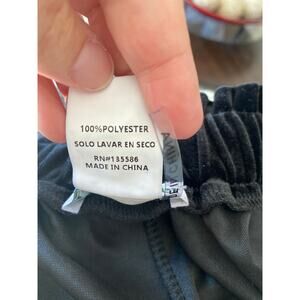 100%POLYESTER
SOLO LAVAR EN SECO
RN#135586
MADE IN CHINA